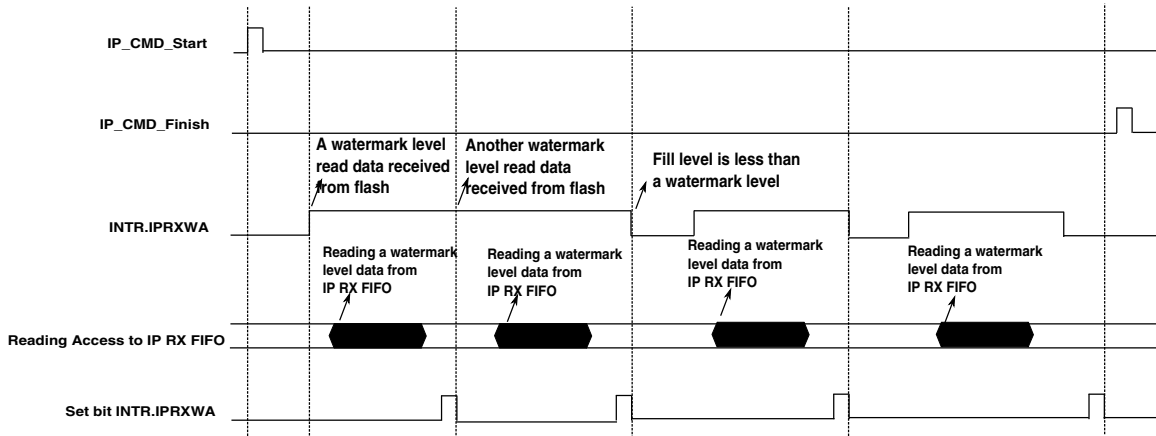 IP_CMD_Start
IP_CMD_Finish
A watermark level
read data received
from flash
Another watermark
level read data
received from flash
Fill level is less than
a watermark level
INTR.IPRXWA
Reading a watermark
level data from
IP RX FIFO
Reading a watermark
level data from
IP RX FIFO
Reading a watermark
level data from
IP RX FIFO
Reading a watermark
level data from
IP RX FIFO
Reading Access to IP RX FIFO
Set bit INTR.IPRXWA